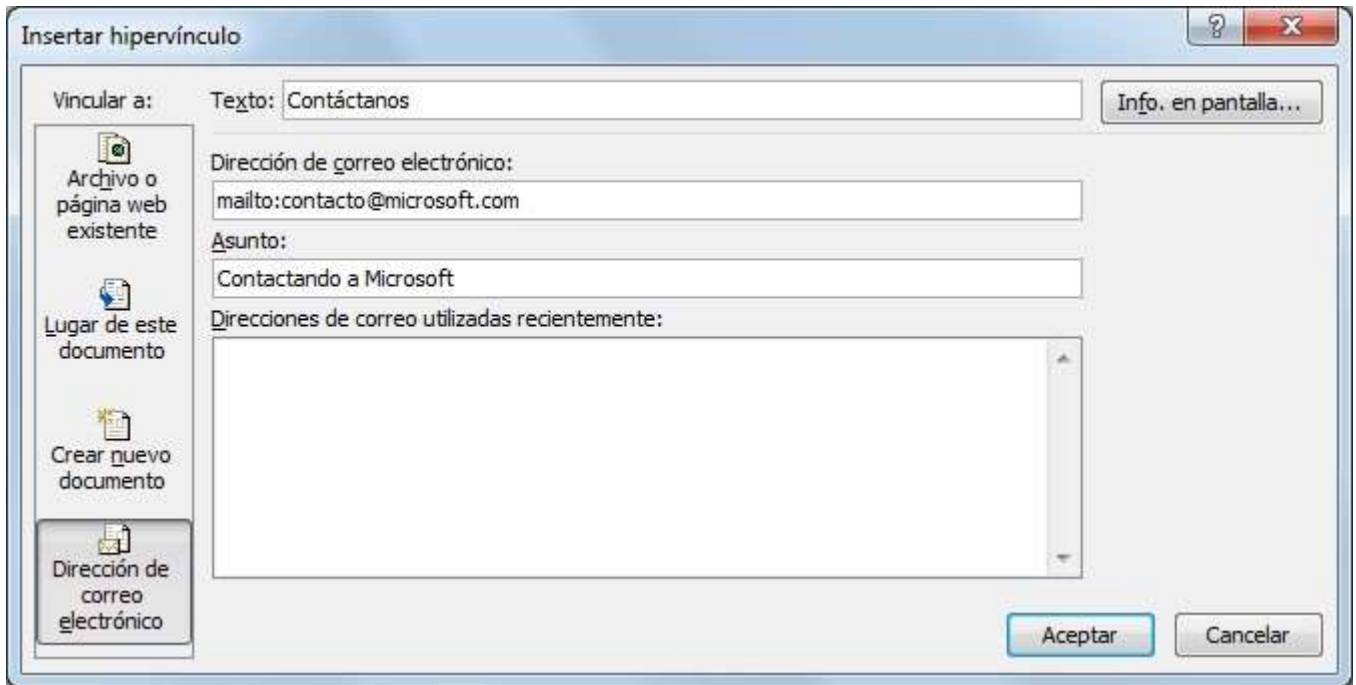 Insertar hipervínculo
Vincular a:
Texto: Contáctanos
Info. en pantalla...
Archivo o
página web
existente
Lugar de este
documento
Crear nuevo
documento
Dirección de
correo
electrónico
Dirección de correo electrónico:
mailto:contacto@microsoft.com
Asunto:
Contactando a Microsoft
Direcciones de correo utilizadas recientemente:
Aceptar
Cancelar